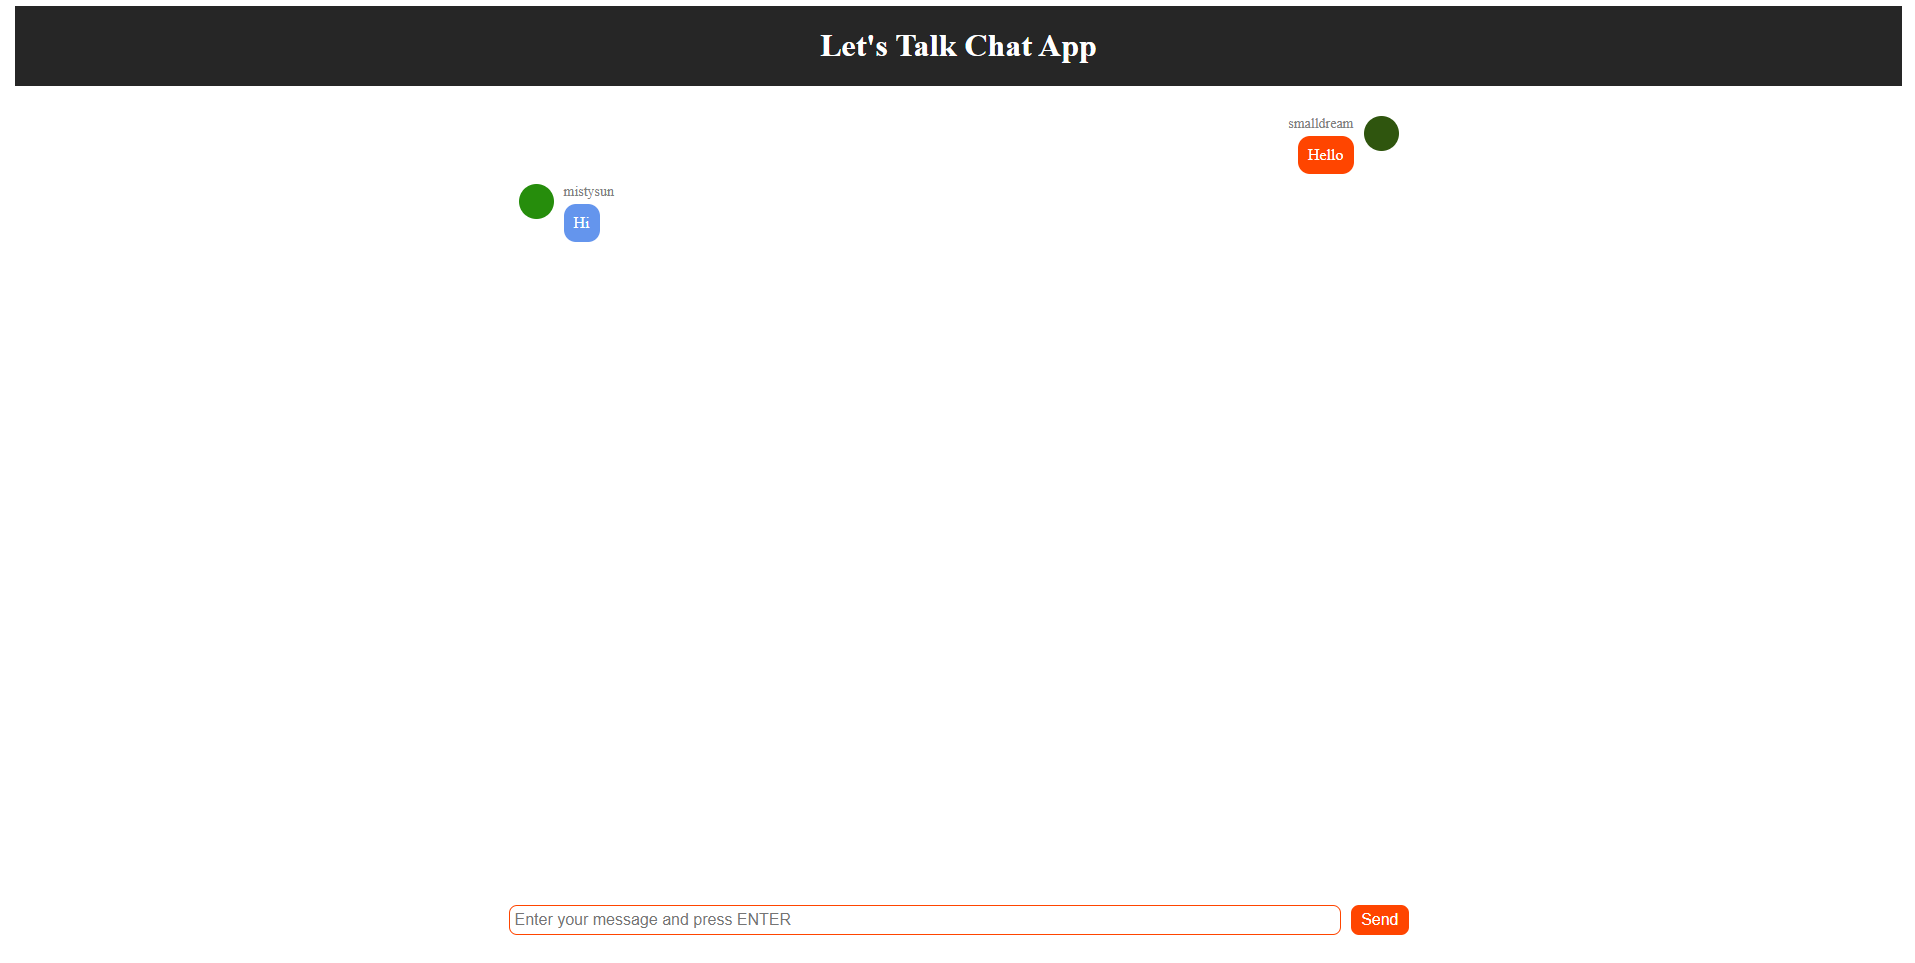 Let's Talk Chat App
smalldream
Hello
mistysun
Hi
Enter your message and press ENTER
Send